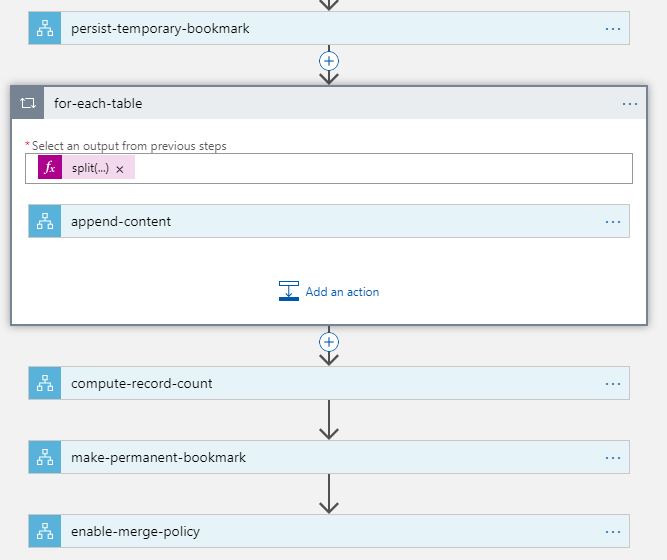 persist-temporary-bookmark
for-each-table
*Select an output from previous steps
fx split(...) ×
append-content
Add an action
compute-record-count
make-permanent-bookmark
enable-merge-policy